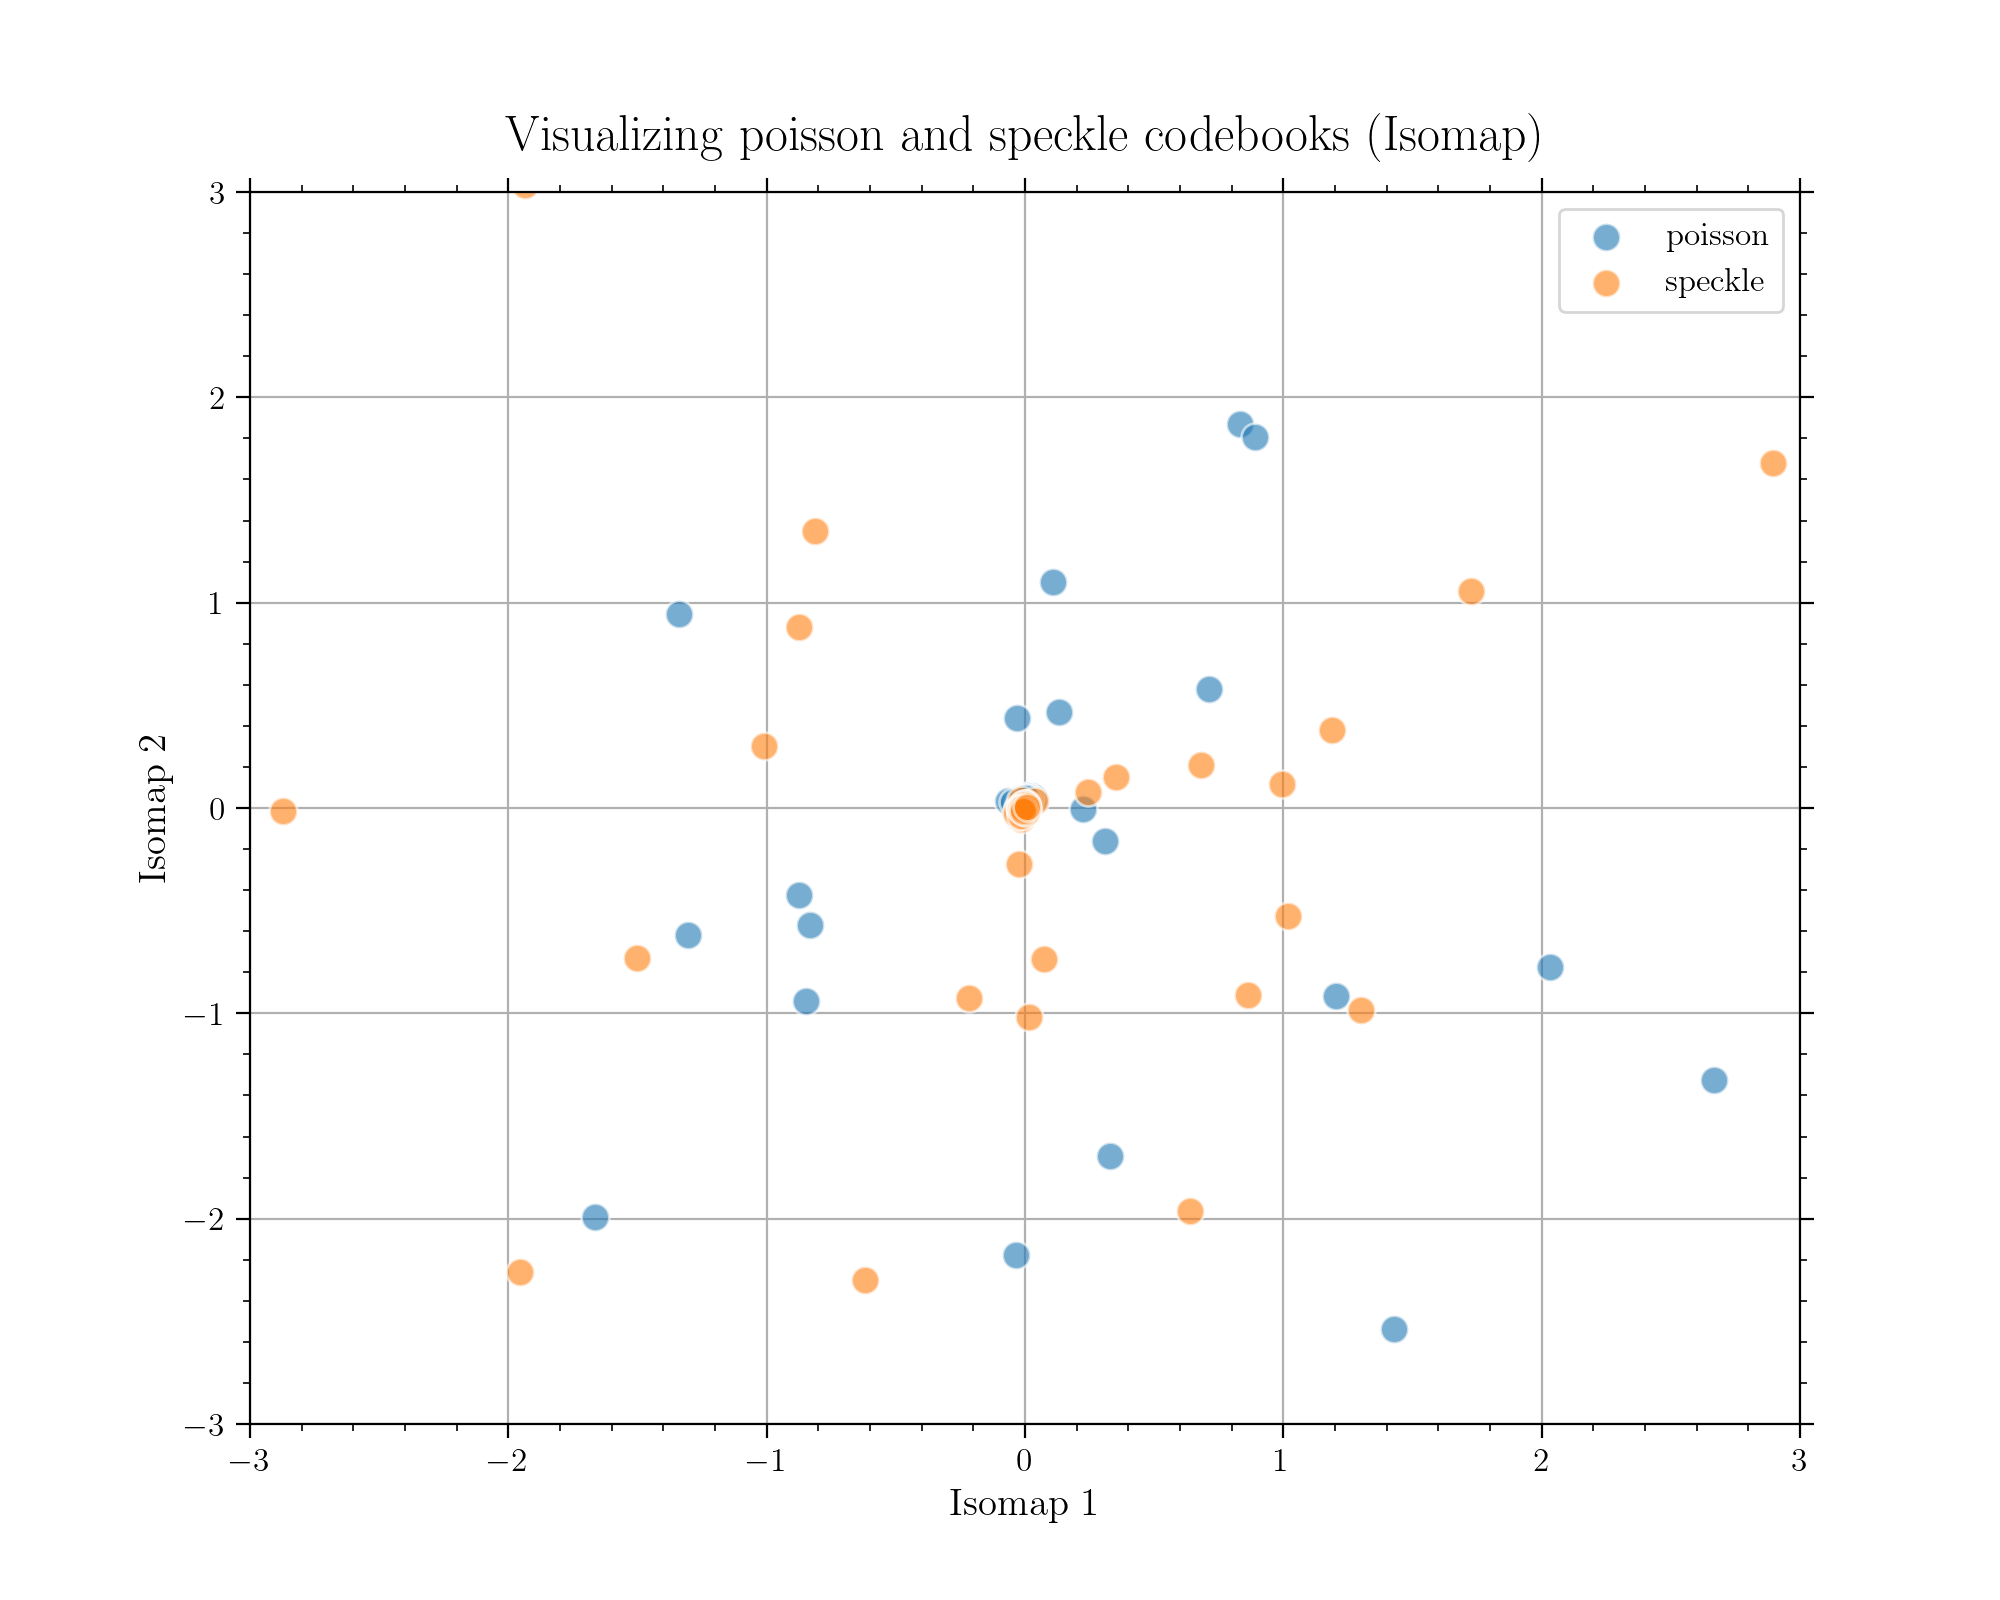 Visualizing poisson and speckle codebooks (Isomap)
poisson
speckle
3
2
1
0
−1
−2
−3
Isomap 2
−3
−2
−1
0
1
2
3
Isomap 1